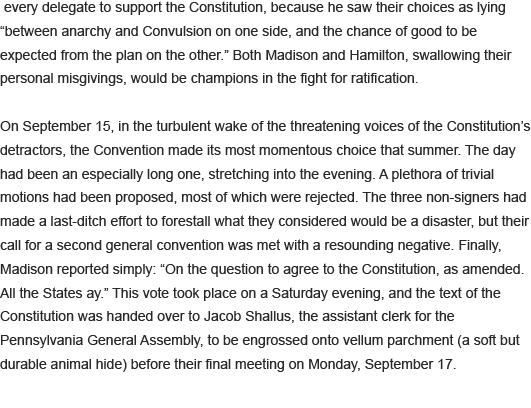 every delegate to support the Constitution, because he saw their choices as lying
“between anarchy and Convulsion on one side, and the chance of good to be
expected from the plan on the other.” Both Madison and Hamilton, swallowing their
personal misgivings, would be champions in the fight for ratification.
On September 15, in the turbulent wake of the threatening voices of the Constitution’s
detractors, the Convention made its most momentous choice that summer. The day
had been an especially long one, stretching into the evening. A plethora of trivial
motions had been proposed, most of which were rejected. The three non-signers had
made a last-ditch effort to forestall what they considered would be a disaster, but their
call for a second general convention was met with a resounding negative. Finally,
Madison reported simply: “On the question to agree to the Constitution, as amended.
All the States ay.” This vote took place on a Saturday evening, and the text of the
Constitution was handed over to Jacob Shallus, the assistant clerk for the
Pennsylvania General Assembly, to be engrossed onto vellum parchment (a soft but
durable animal hide) before their final meeting on Monday, September 17.